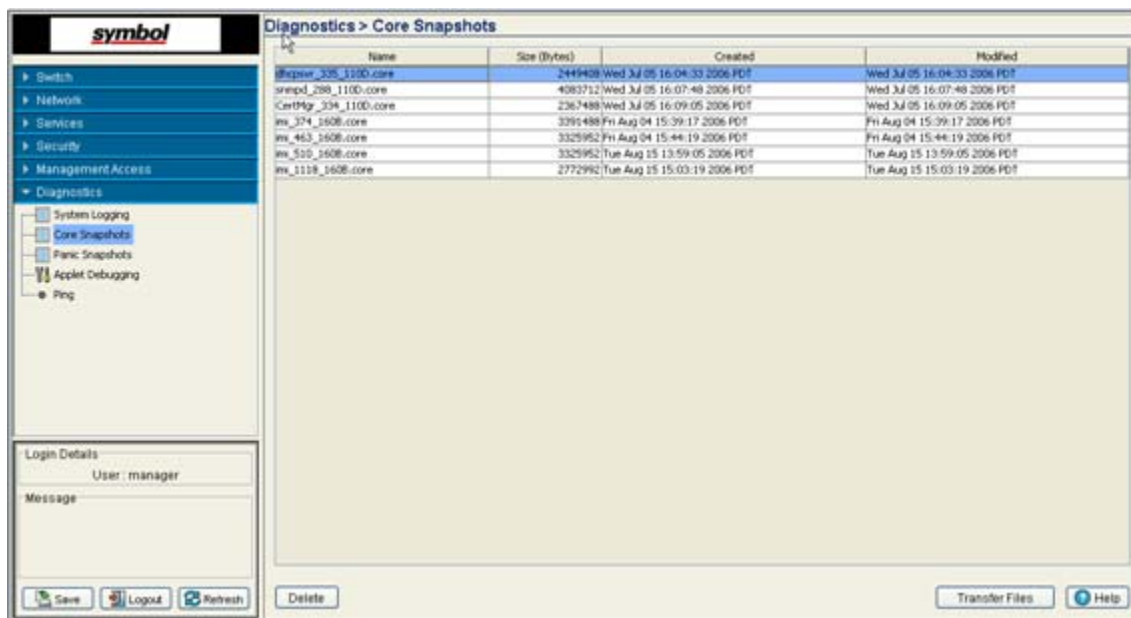 symbol
Diagnostics > Core Snapshots
Name Size (Bytes) Created Modified
dhcpsvr_335_110D.core 2449408 Wed Jul 05 16:04:33 2006 PDT Wed Jul 05 16:04:33 2006 PDT
snmpd_288_110D.core 4083712 Wed Jul 05 16:07:48 2006 PDT Wed Jul 05 16:07:48 2006 PDT
CertMgr_334_110D.core 2367488 Wed Jul 05 16:09:05 2006 PDT Wed Jul 05 16:09:05 2006 PDT
imi_374_160B.core 3391488 Fri Aug 04 15:39:17 2006 PDT Fri Aug 04 15:39:17 2006 PDT
imi_463_160B.core 3325952 Fri Aug 04 15:44:19 2006 PDT Fri Aug 04 15:44:19 2006 PDT
imi_510_160B.core 3325952 Tue Aug 15 13:59:05 2006 PDT Tue Aug 15 13:59:05 2006 PDT
imi_1118_160B.core 2772992 Tue Aug 15 15:03:19 2006 PDT Tue Aug 15 15:03:19 2006 PDT
Switch
Network
Services
Security
Management Access
Diagnostics
System Logging
Core Snapshots
Panic Snapshots
Applet Debugging
Ping
Login Details
User : manager
Message
Save Logout Refresh
Delete Transfer Files Help